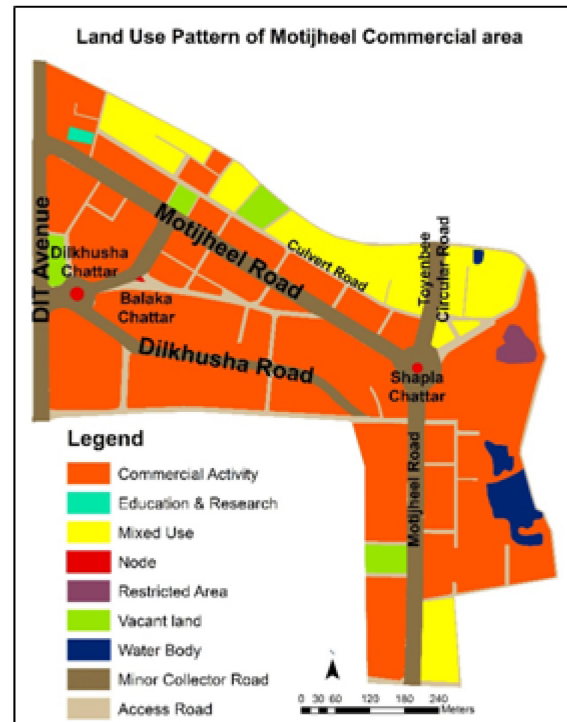 Land Use Pattern of Motijheel Commercial area
DIT Avenue
Motijheel Road
Culvert Road
Toyenbee
Circular Road
Dilkhusha
Chattar
Balaka
Chattar
Dilkhusha Road
Shapla
Chattar
Motijheel Road
Legend
Commercial Activity
Education & Research
Mixed Use
Node
Restricted Area
Vacant land
Water Body
Minor Collector Road
Access Road
0 30 60 120 180 240
Meters